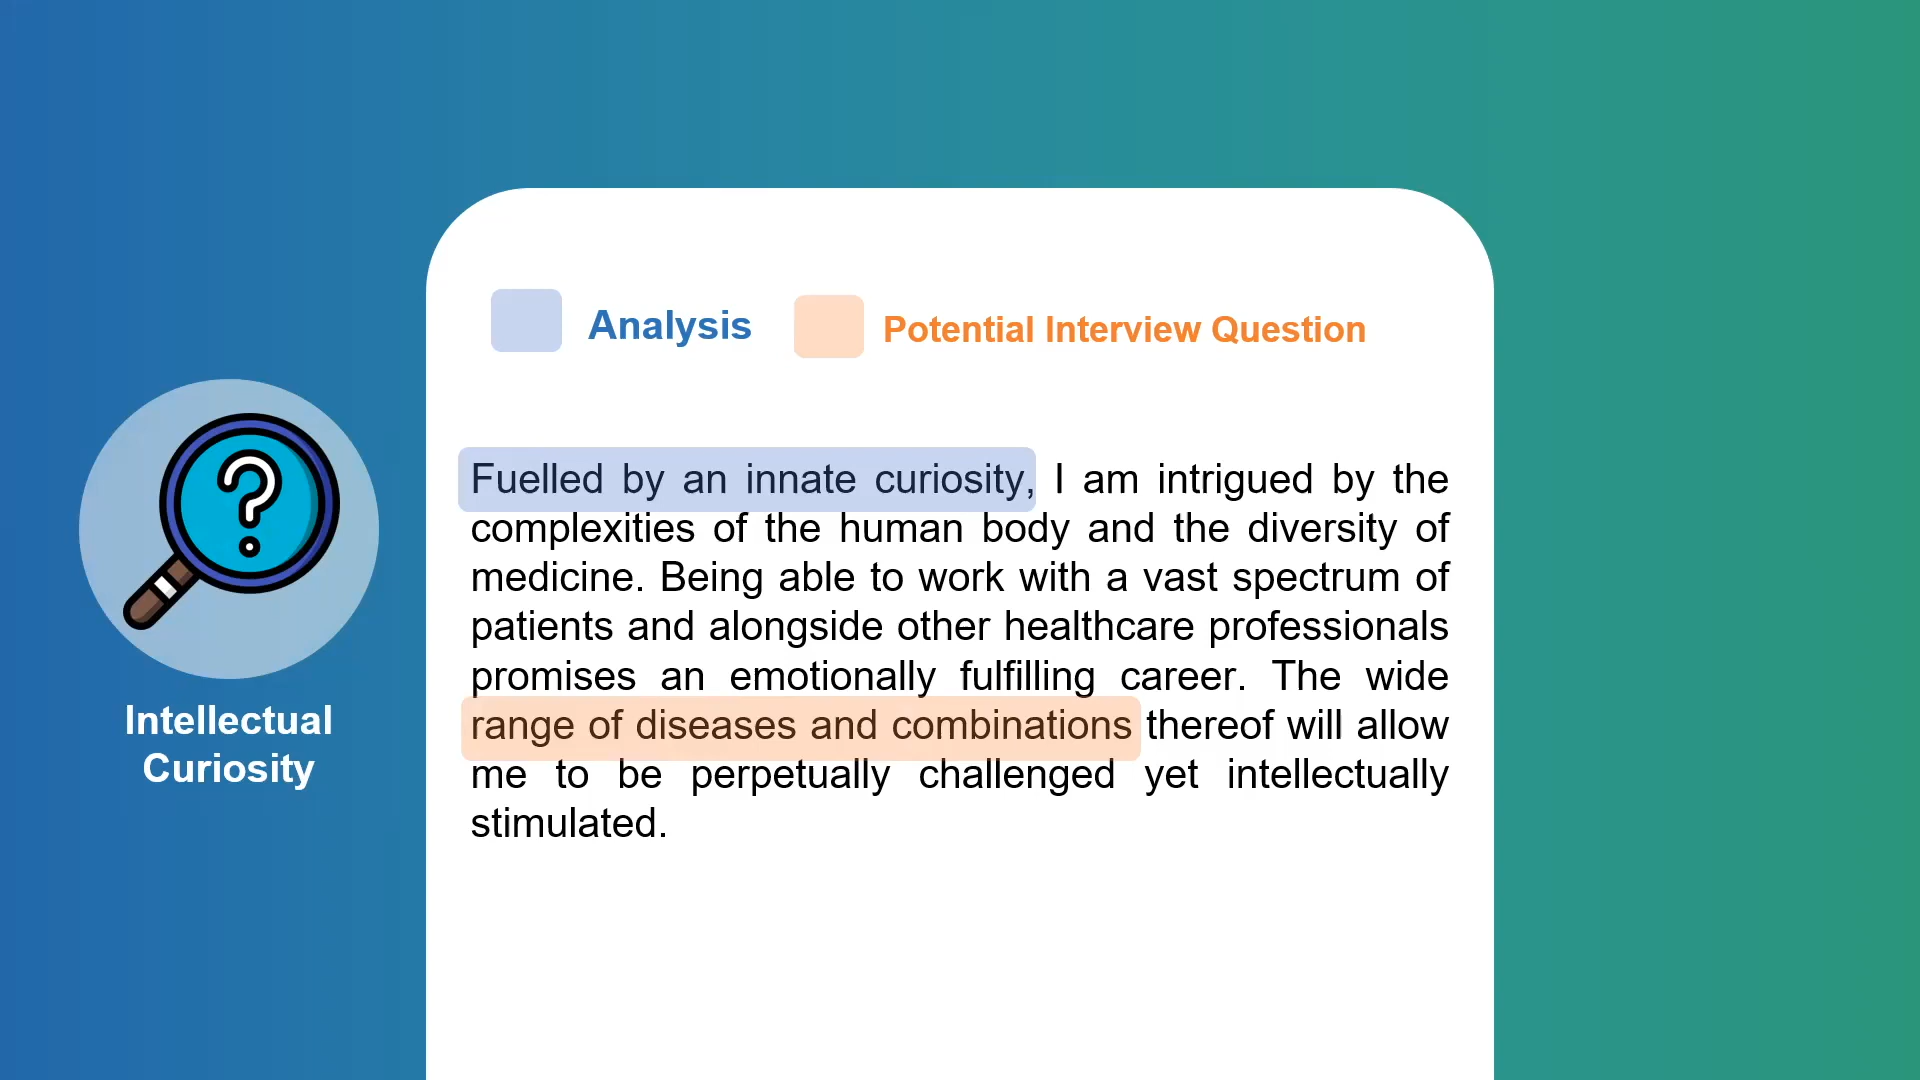 Analysis
Potential Interview Question
Fuelled by an innate curiosity, I am intrigued by the
complexities of the human body and the diversity of
medicine. Being able to work with a vast spectrum of
patients and alongside other healthcare professionals
promises an emotionally fulfilling career. The wide
range of diseases and combinations thereof will allow
me to be perpetually challenged yet intellectually
stimulated.
?
Intellectual
Curiosity